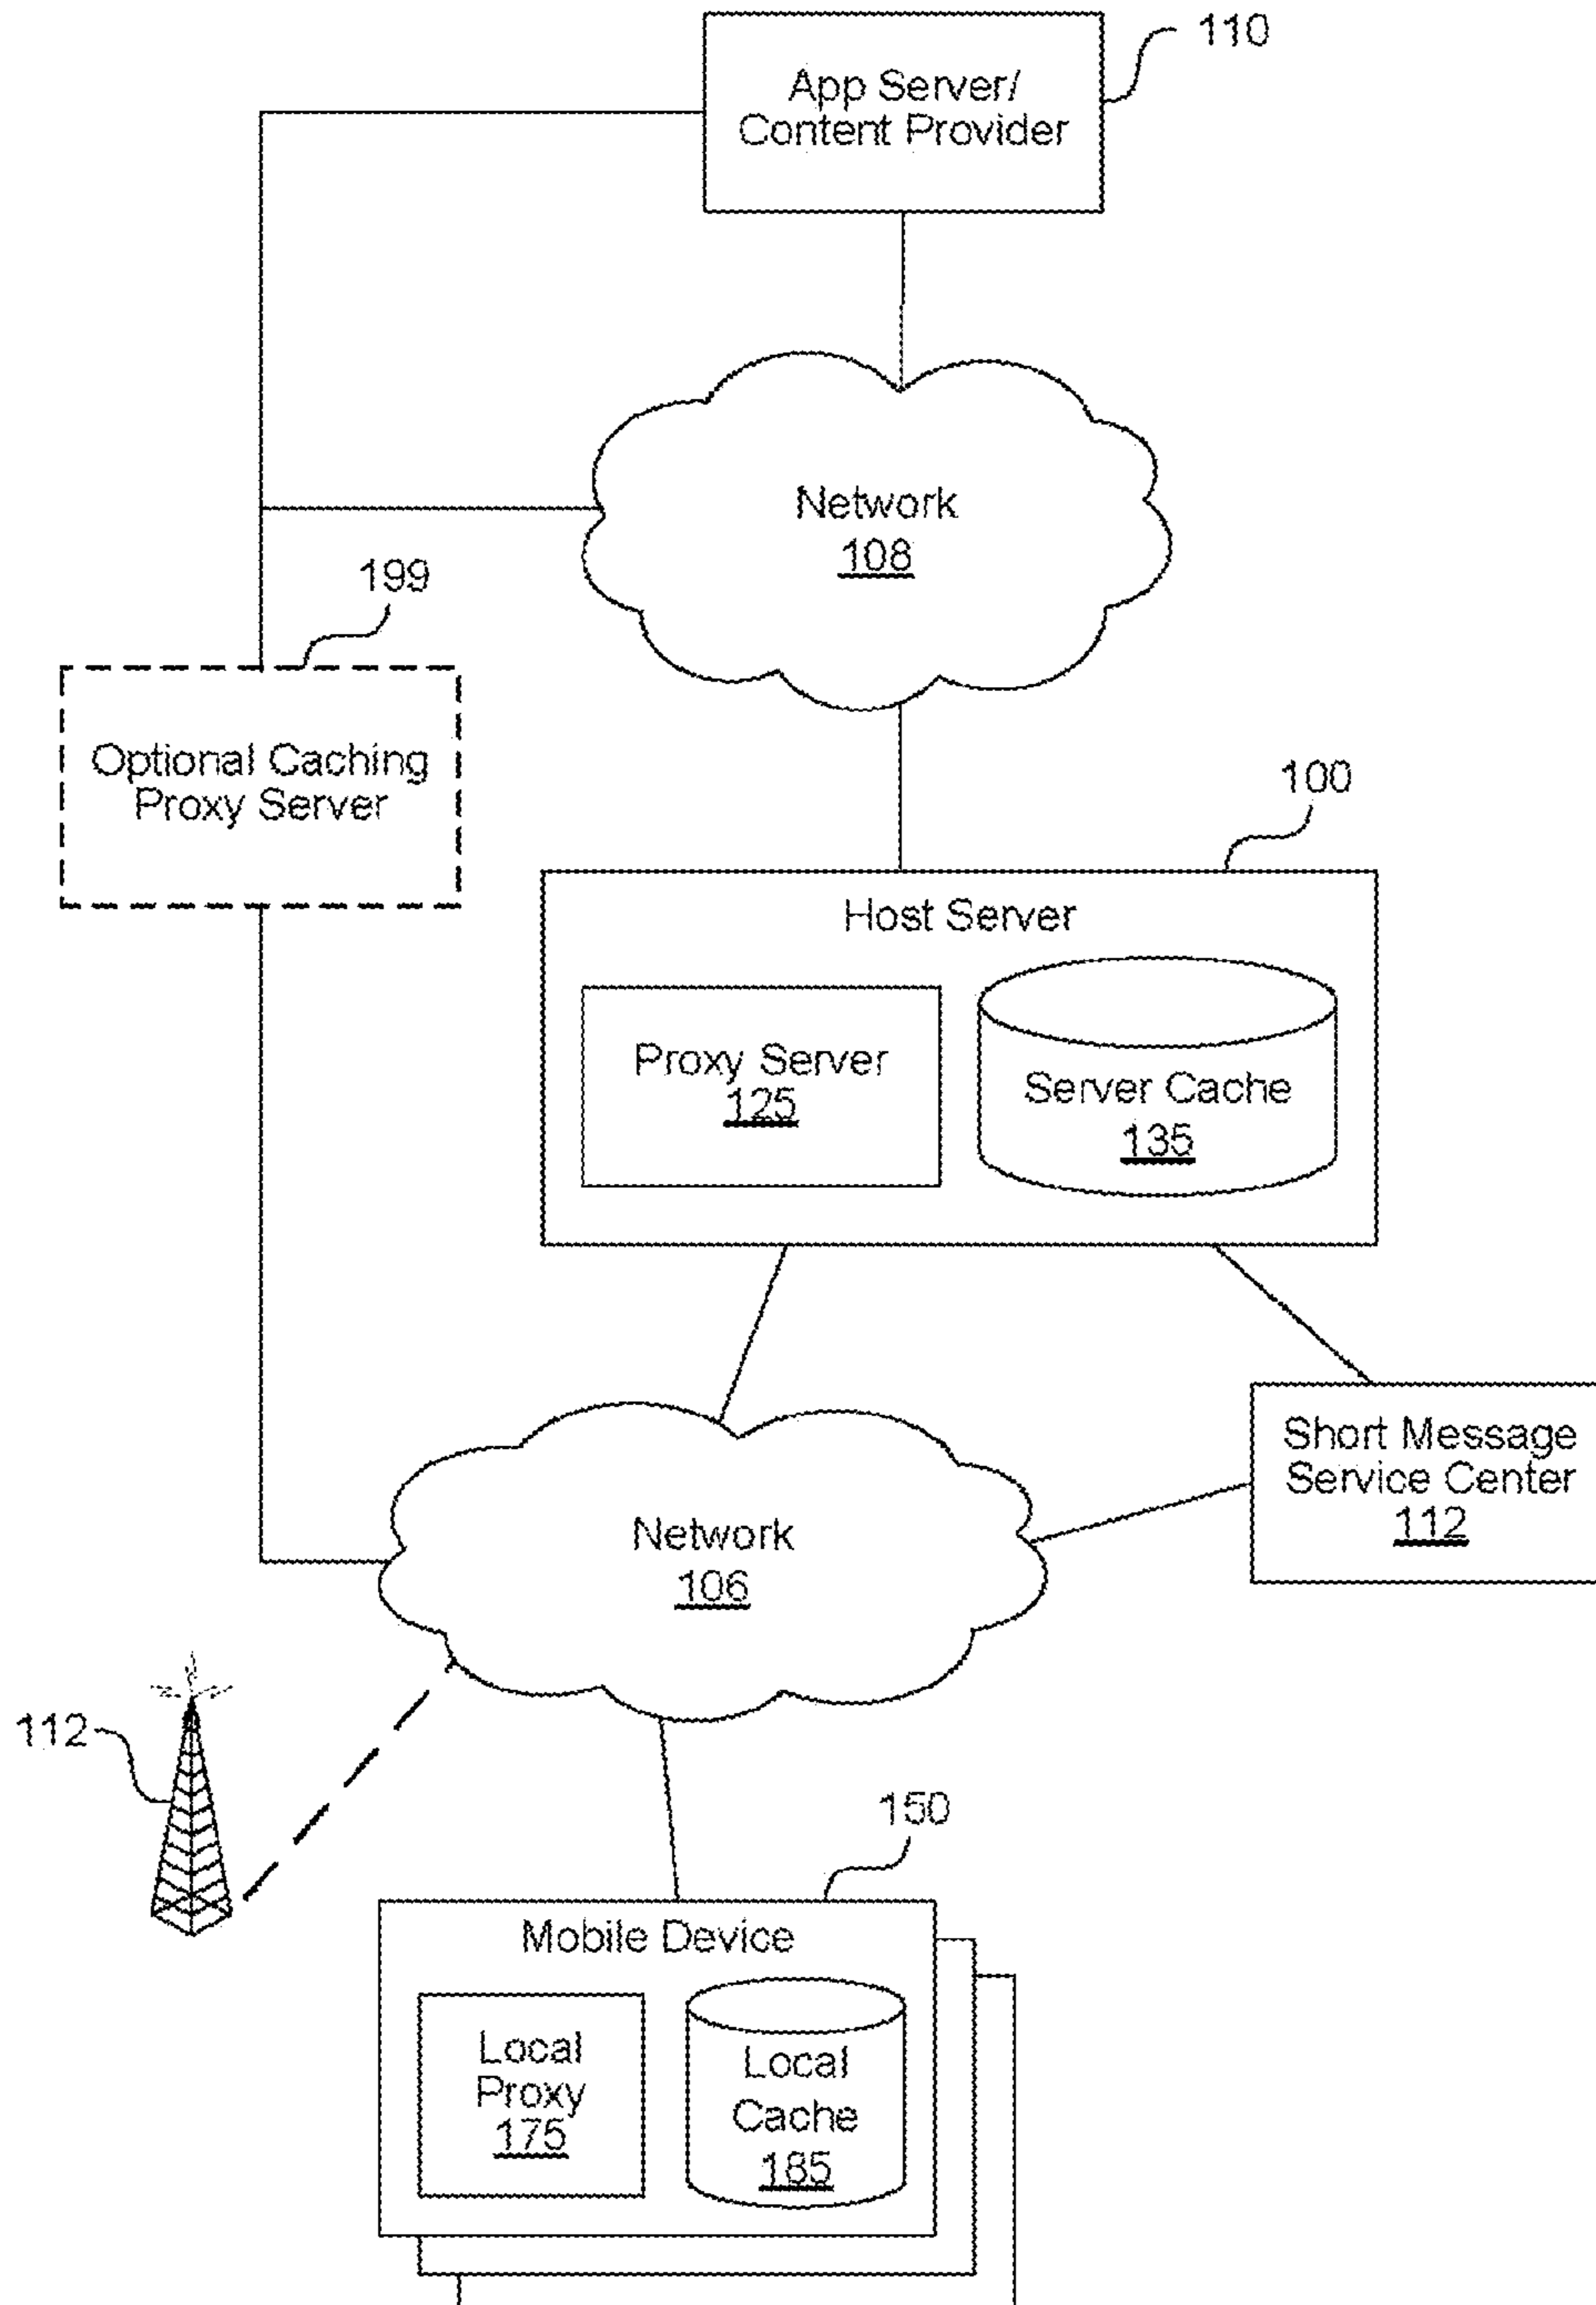 110
App Server/
Content Provider
Network
108
199
Optional Caching
Proxy Server
100
Host Server
Proxy Server
125
Server Cache
135
Short Message
Service Center
112
Network
106
112
150
Mobile Device
Local
Proxy
175
Local
Cache
185